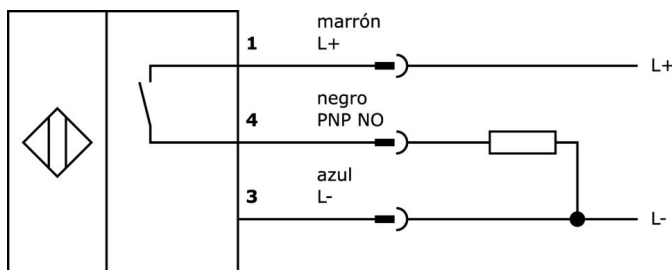 marrón
1 L+
L+
negro
4 PNP NO
azul
3 L-
L-